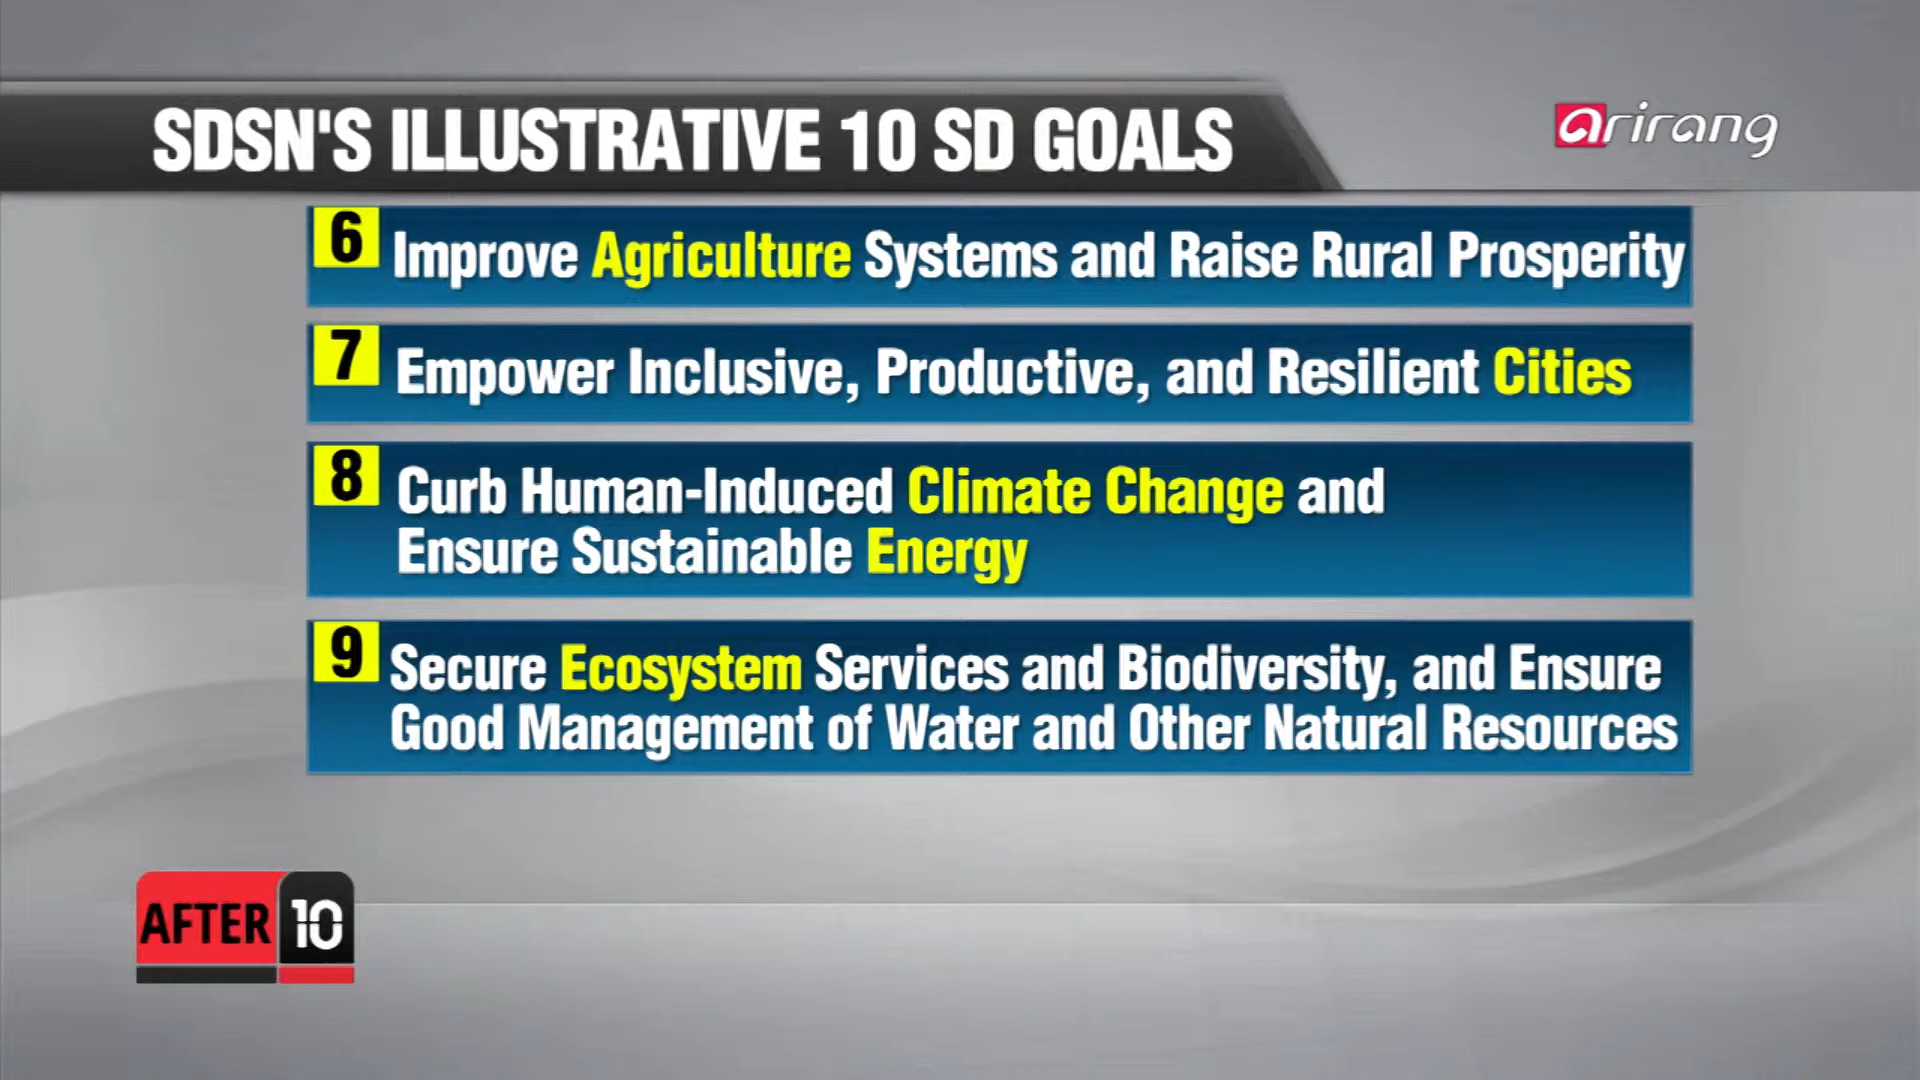 SDSN'S ILLUSTRATIVE 10 SD GOALS
arirang
6 Improve Agriculture Systems and Raise Rural Prosperity
7 Empower Inclusive, Productive, and Resilient Cities
8 Curb Human-Induced Climate Change and
Ensure Sustainable Energy
9 Secure Ecosystem Services and Biodiversity, and Ensure
Good Management of Water and Other Natural Resources
AFTER 10